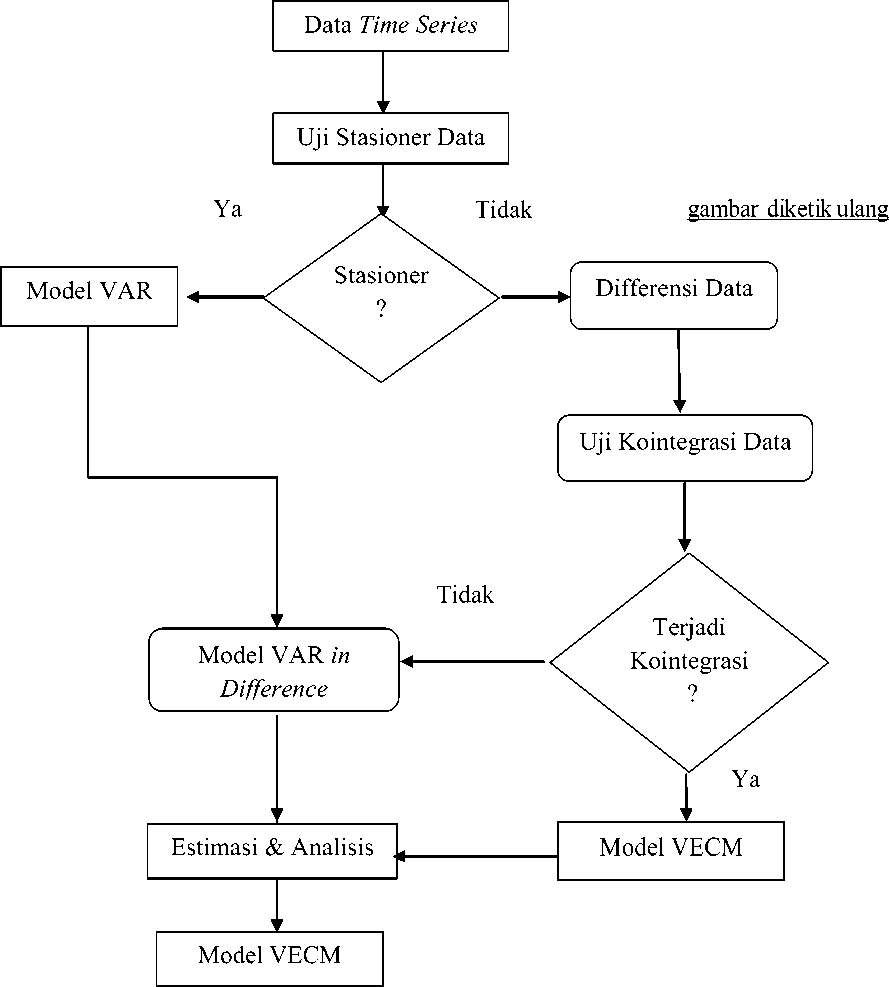 Data Time Series
Uji Stasioner Data
Ya
Tidak
gambar diketik ulang
Model VAR
Stasioner
?
Differensi Data
Uji Kointegrasi Data
Tidak
Terjadi
Kointegrasi
?
Model VAR in
Difference
Ya
Estimasi & Analisis
Model VECM
Model VECM